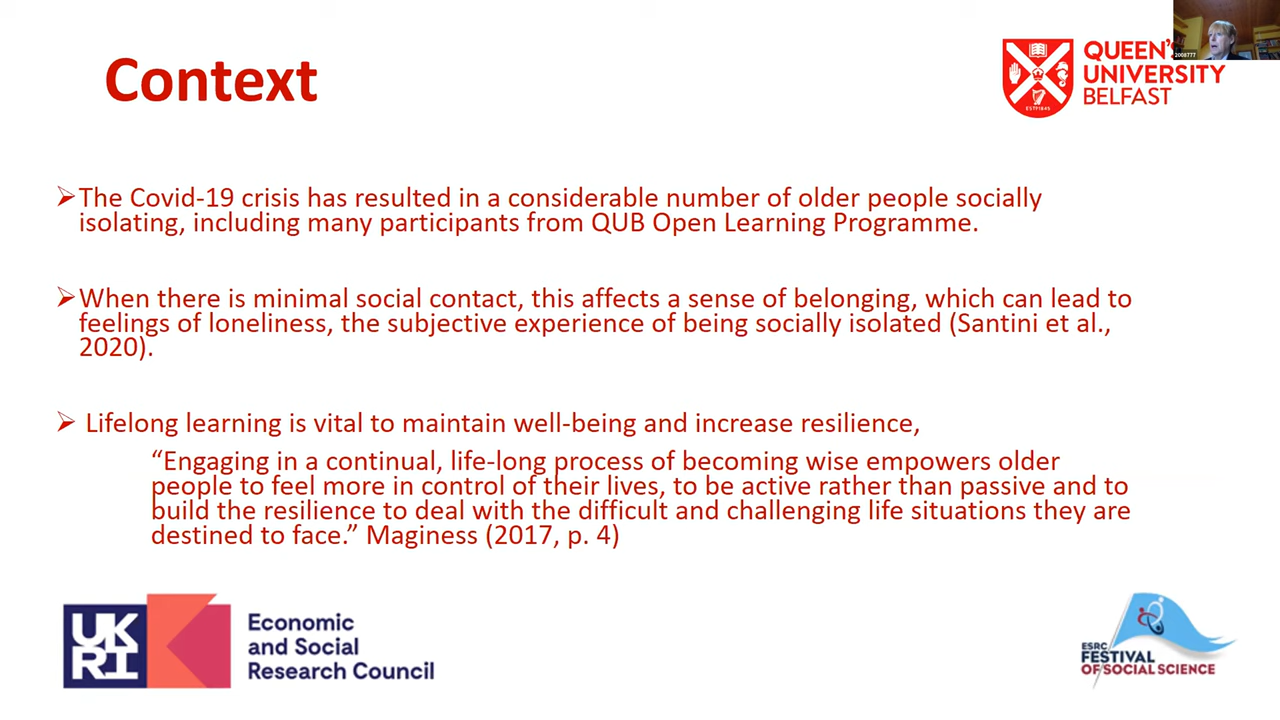 Context
QUEEN'S
UNIVERSITY
BELFAST
ESTD1845
2008777
➢The Covid-19 crisis has resulted in a considerable number of older people socially
isolating, including many participants from QUB Open Learning Programme.
➢When there is minimal social contact, this affects a sense of belonging, which can lead to
feelings of loneliness, the subjective experience of being socially isolated (Santini et al.,
2020).
➢ Lifelong learning is vital to maintain well-being and increase resilience,
“Engaging in a continual, life-long process of becoming wise empowers older
people to feel more in control of their lives, to be active rather than passive and to
build the resilience to deal with the difficult and challenging life situations they are
destined to face.” Maginess (2017, p. 4)
UK
RI
Economic
and Social
Research Council
ESRC
FESTIVAL
OF SOCIAL SCIENCE